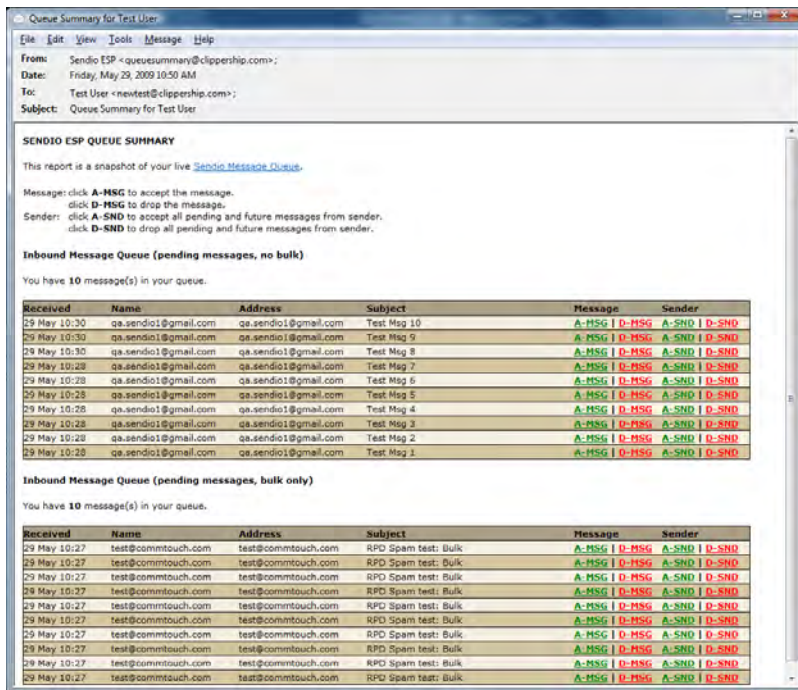 Queue Summary for Test User
File Edit View Tools Message Help
From: Sendio ESP <queuesummary@clippership.com>;
Date: Friday, May 29, 2009 10:50 AM
To: Test User <newtest@clippership.com>;
Subject: Queue Summary for Test User
SENDIO ESP QUEUE SUMMARY
This report is a snapshot of your live Sendio Message Queue.
Message: click A-MSG to accept the message.
click D-MSG to drop the message.
Sender: click A-SND to accept all pending and future messages from sender.
click D-SND to drop all pending and future messages from sender.
Inbound Message Queue (pending messages, no bulk)
You have 10 message(s) in your queue.
Received Name Address Subject Message Sender
29 May 10:30 qa.sendio1@gmail.com qa.sendio1@gmail.com Test Msg 10 A-MSG | D-MSG A-SND | D-SND
29 May 10:30 qa.sendio1@gmail.com qa.sendio1@gmail.com Test Msg 9 A-MSG | D-MSG A-SND | D-SND
29 May 10:30 qa.sendio1@gmail.com qa.sendio1@gmail.com Test Msg 8 A-MSG | D-MSG A-SND | D-SND
29 May 10:28 qa.sendio1@gmail.com qa.sendio1@gmail.com Test Msg 7 A-MSG | D-MSG A-SND | D-SND
29 May 10:28 qa.sendio1@gmail.com qa.sendio1@gmail.com Test Msg 6 A-MSG | D-MSG A-SND | D-SND
29 May 10:28 qa.sendio1@gmail.com qa.sendio1@gmail.com Test Msg 5 A-MSG | D-MSG A-SND | D-SND
29 May 10:28 qa.sendio1@gmail.com qa.sendio1@gmail.com Test Msg 4 A-MSG | D-MSG A-SND | D-SND
29 May 10:28 qa.sendio1@gmail.com qa.sendio1@gmail.com Test Msg 3 A-MSG | D-MSG A-SND | D-SND
29 May 10:28 qa.sendio1@gmail.com qa.sendio1@gmail.com Test Msg 2 A-MSG | D-MSG A-SND | D-SND
29 May 10:28 qa.sendio1@gmail.com qa.sendio1@gmail.com Test Msg 1 A-MSG | D-MSG A-SND | D-SND
Inbound Message Queue (pending messages, bulk only)
You have 10 message(s) in your queue.
Received Name Address Subject Message Sender
29 May 10:27 test@commtouch.com test@commtouch.com RPD Spam test: Bulk A-MSG | D-MSG A-SND | D-SND
29 May 10:27 test@commtouch.com test@commtouch.com RPD Spam test: Bulk A-MSG | D-MSG A-SND | D-SND
29 May 10:27 test@commtouch.com test@commtouch.com RPD Spam test: Bulk A-MSG | D-MSG A-SND | D-SND
29 May 10:27 test@commtouch.com test@commtouch.com RPD Spam test: Bulk A-MSG | D-MSG A-SND | D-SND
29 May 10:27 test@commtouch.com test@commtouch.com RPD Spam test: Bulk A-MSG | D-MSG A-SND | D-SND
29 May 10:27 test@commtouch.com test@commtouch.com RPD Spam test: Bulk A-MSG | D-MSG A-SND | D-SND
29 May 10:27 test@commtouch.com test@commtouch.com RPD Spam test: Bulk A-MSG | D-MSG A-SND | D-SND
29 May 10:27 test@commtouch.com test@commtouch.com RPD Spam test: Bulk A-MSG | D-MSG A-SND | D-SND
29 May 10:27 test@commtouch.com test@commtouch.com RPD Spam test: Bulk A-MSG | D-MSG A-SND | D-SND
29 May 10:27 test@commtouch.com test@commtouch.com RPD Spam test: Bulk A-MSG | D-MSG A-SND | D-SND